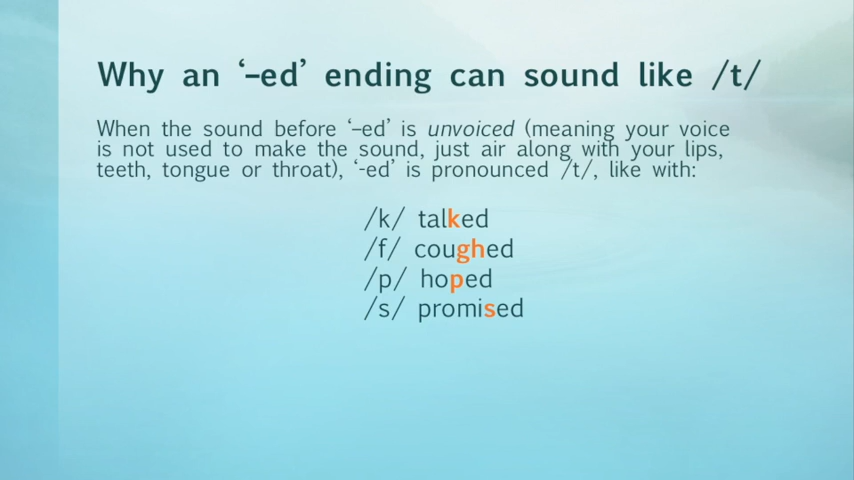 Why an ‘–ed’ ending can sound like /t/
When the sound before ‘–ed’ is unvoiced (meaning your voice
is not used to make the sound, just air along with your lips,
teeth, tongue or throat), ‘-ed’ is pronounced /t/, like with:
/k/ talked
/f/ coughed
/p/ hoped
/s/ promised